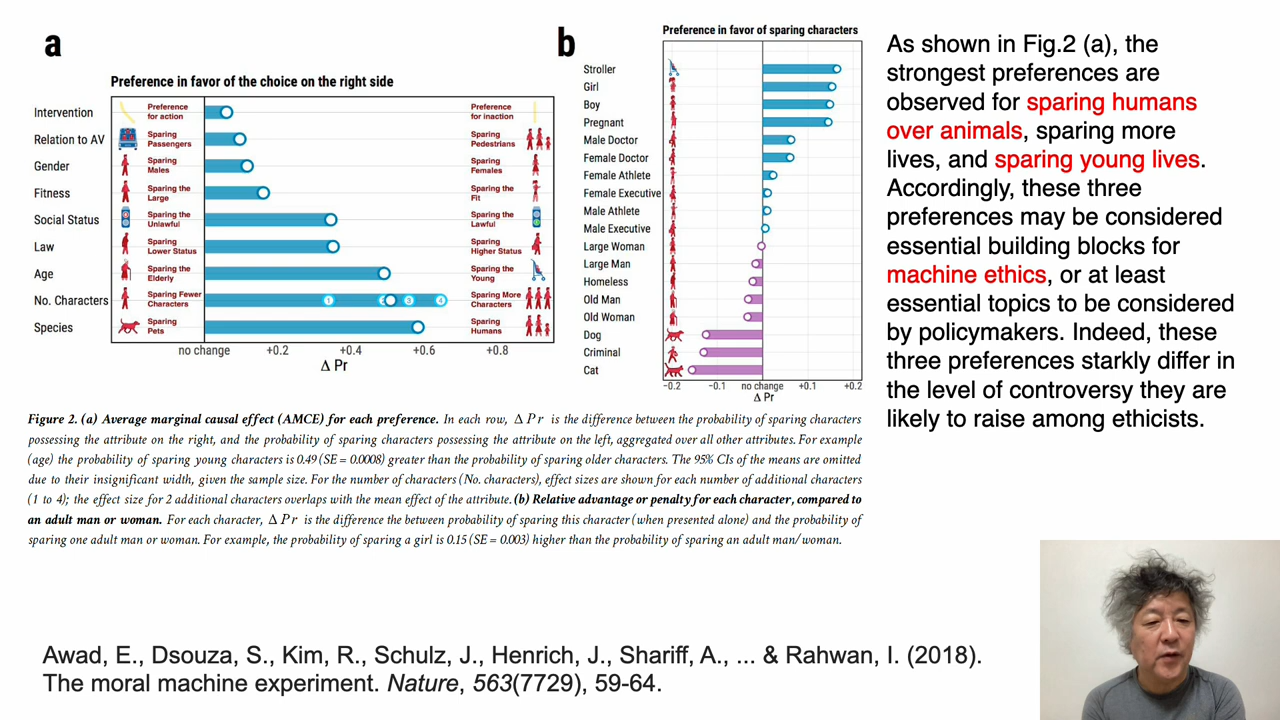 a
Preference in favor of the choice on the right side
Intervention
Preference for action
Preference for inaction
Relation to AV
Sparing Passengers
Sparing Pedestrians
Gender
Sparing Males
Sparing Females
Fitness
Sparing the Large
Sparing the Fit
Social Status
Sparing the Unlawful
Sparing the Lawful
Law
Sparing Lower Status
Sparing Higher Status
Age
Sparing the Elderly
Sparing the Young
No. Characters
Sparing Fewer Characters
1
3
4
Sparing More Characters
Species
Sparing Pets
Sparing Humans
no change +0.2 +0.4 +0.6 +0.8
Δ Pr
b
Preference in favor of sparing characters
Stroller
Girl
Boy
Pregnant
Male Doctor
Female Doctor
Female Athlete
Female Executive
Male Athlete
Male Executive
Large Woman
Large Man
Homeless
Old Man
Old Woman
Dog
Criminal
Cat
−0.2 −0.1 no change +0.1 +0.2
Δ Pr
Figure 2. (a) Average marginal causal effect (AMCE) for each preference. In each row, Δ Pr is the difference between the probability of sparing characters
possessing the attribute on the right, and the probability of sparing characters possessing the attribute on the left, aggregated over all other attributes. For example
(age) the probability of sparing young characters is 0.49 (SE = 0.0008) greater than the probability of sparing older characters. The 95% CIs of the means are omitted
due to their insignificant width, given the sample size. For the number of characters (No. characters), effect sizes are shown for each number of additional characters
(1 to 4); the effect size for 2 additional characters overlaps with the mean effect of the attribute. (b) Relative advantage or penalty for each character, compared to
an adult man or woman. For each character, Δ Pr is the difference the between probability of sparing this character (when presented alone) and the probability of
sparing one adult man or woman. For example, the probability of sparing a girl is 0.15 (SE = 0.003) higher than the probability of sparing an adult man/woman.
As shown in Fig.2 (a), the
strongest preferences are
observed for sparing humans
over animals, sparing more
lives, and sparing young lives.
Accordingly, these three
preferences may be considered
essential building blocks for
machine ethics, or at least
essential topics to be considered
by policymakers. Indeed, these
three preferences starkly differ in
the level of controversy they are
likely to raise among ethicists.
Awad, E., Dsouza, S., Kim, R., Schulz, J., Henrich, J., Shariff, A., ... & Rahwan, I. (2018).
The moral machine experiment. Nature, 563(7729), 59-64.